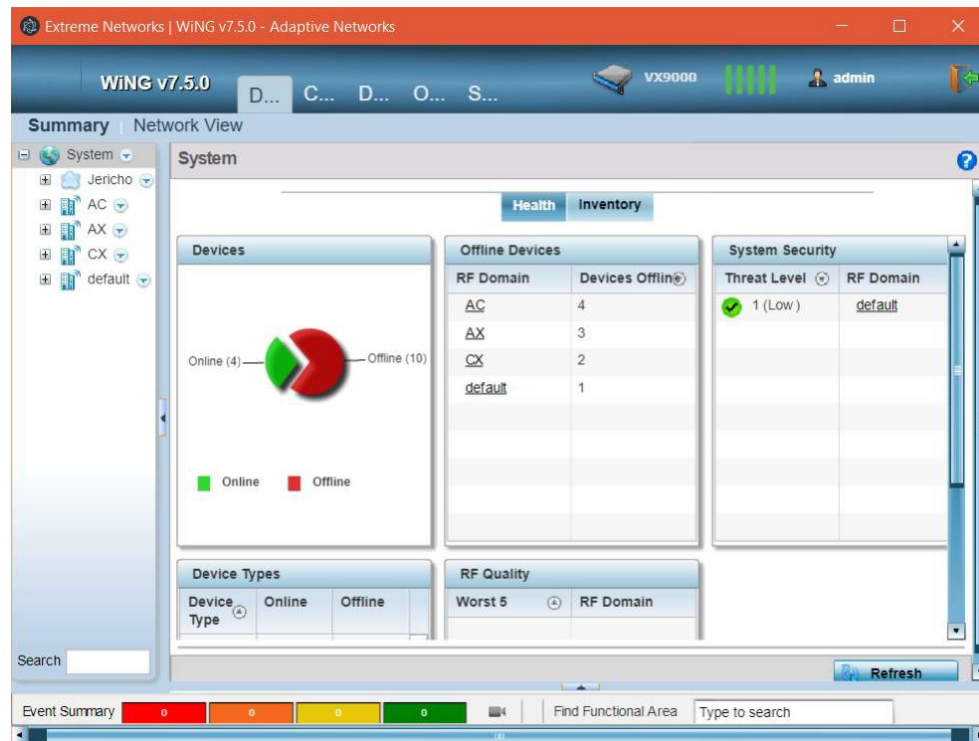 Extreme Networks | WiNG v7.5.0 - Adaptive Networks
WiNG v7.5.0 D... C... D... O... S... VX9000 admin
Summary Network View
System
Jericho
AC
AX
CX
default
Search
System
Health Inventory
Devices
Online (4) Offline (10)
Online Offline
Offline Devices
RF Domain Devices Offline
AC 4
AX 3
CX 2
default 1
System Security
Threat Level RF Domain
1 (Low) default
Device Types
Device Type Online Offline
RF Quality
Worst 5 RF Domain
Refresh
Event Summary 0 0 0 0 Find Functional Area Type to search